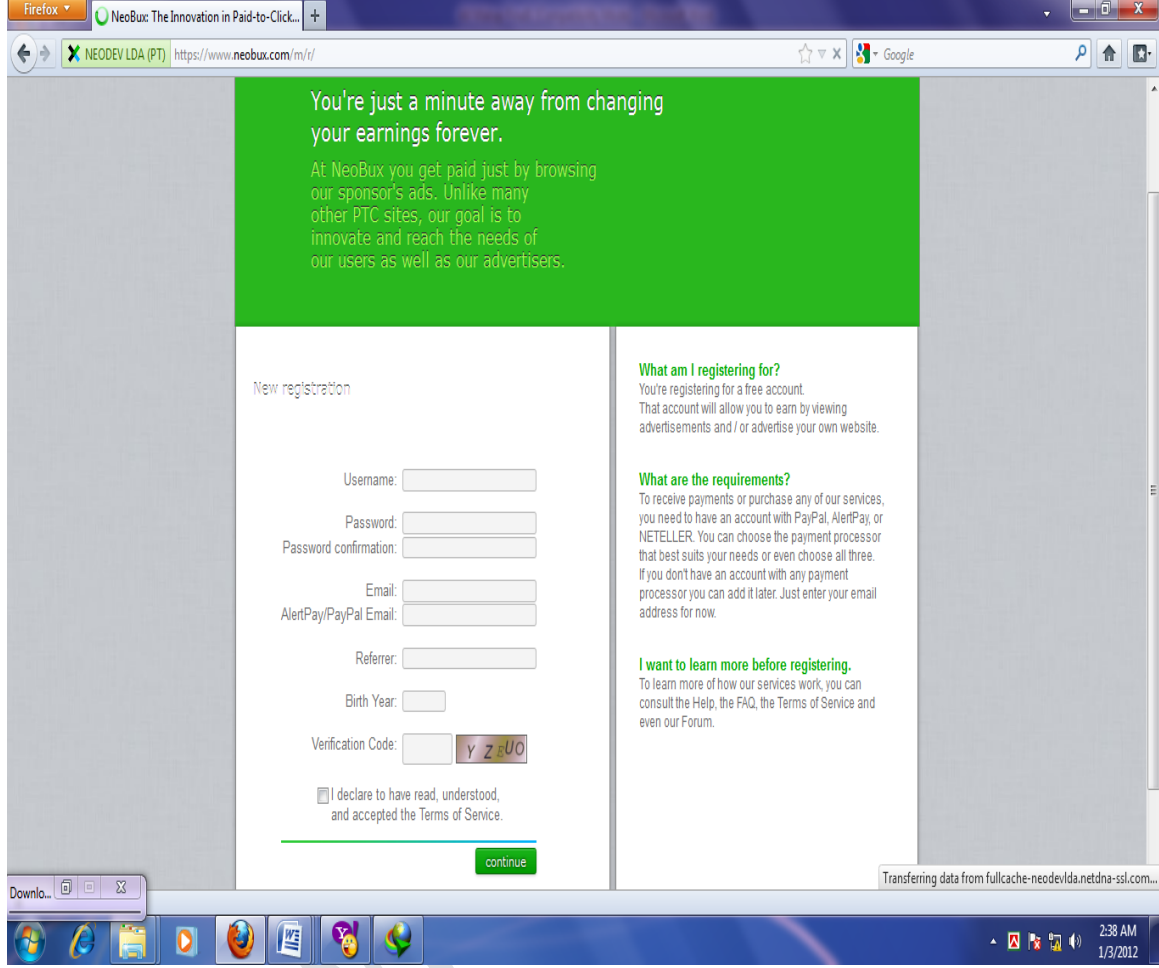 Firefox
NeoBux: The Innovation in Paid-to-Click...
NEODEV LDA (PT) https://www.neobux.com/m/r/
Google
You're just a minute away from changing
your earnings forever.
At NeoBux you get paid just by browsing
our sponsor's ads. Unlike many
other PTC sites, our goal is to
innovate and reach the needs of
our users as well as our advertisers.
New registration
Username:
Password:
Password confirmation:
Email:
AlertPay/PayPal Email:
Referrer:
Birth Year:
Verification Code:
Y Z E U O
I declare to have read, understood,
and accepted the Terms of Service.
continue
What am I registering for?
You're registering for a free account.
That account will allow you to earn by viewing
advertisements and / or advertise your own website.
What are the requirements?
To receive payments or purchase any of our services,
you need to have an account with PayPal, AlertPay, or
NETELLER. You can choose the payment processor
that best suits your needs or even choose all three.
If you don't have an account with any payment
processor you can add it later. Just enter your email
address for now.
I want to learn more before registering.
To learn more of how our services work, you can
consult the Help, the FAQ, the Terms of Service and
even our Forum.
Transferring data from fullcache-neodevlda.netdna-ssl.com...
Downlo...
2:38 AM
1/3/2012